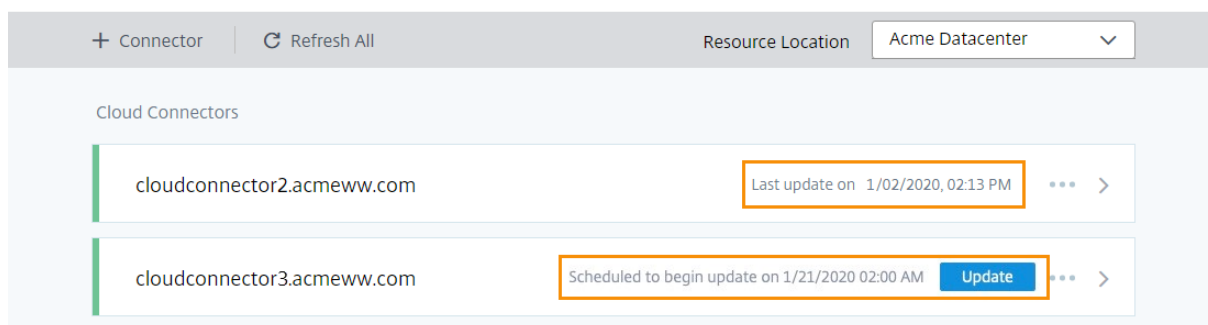 + Connector Refresh All Resource Location Acme Datacenter
Cloud Connectors
cloudconnector2.acmeww.com Last update on 1/02/2020, 02:13 PM
cloudconnector3.acmeww.com Scheduled to begin update on 1/21/2020 02:00 AM Update